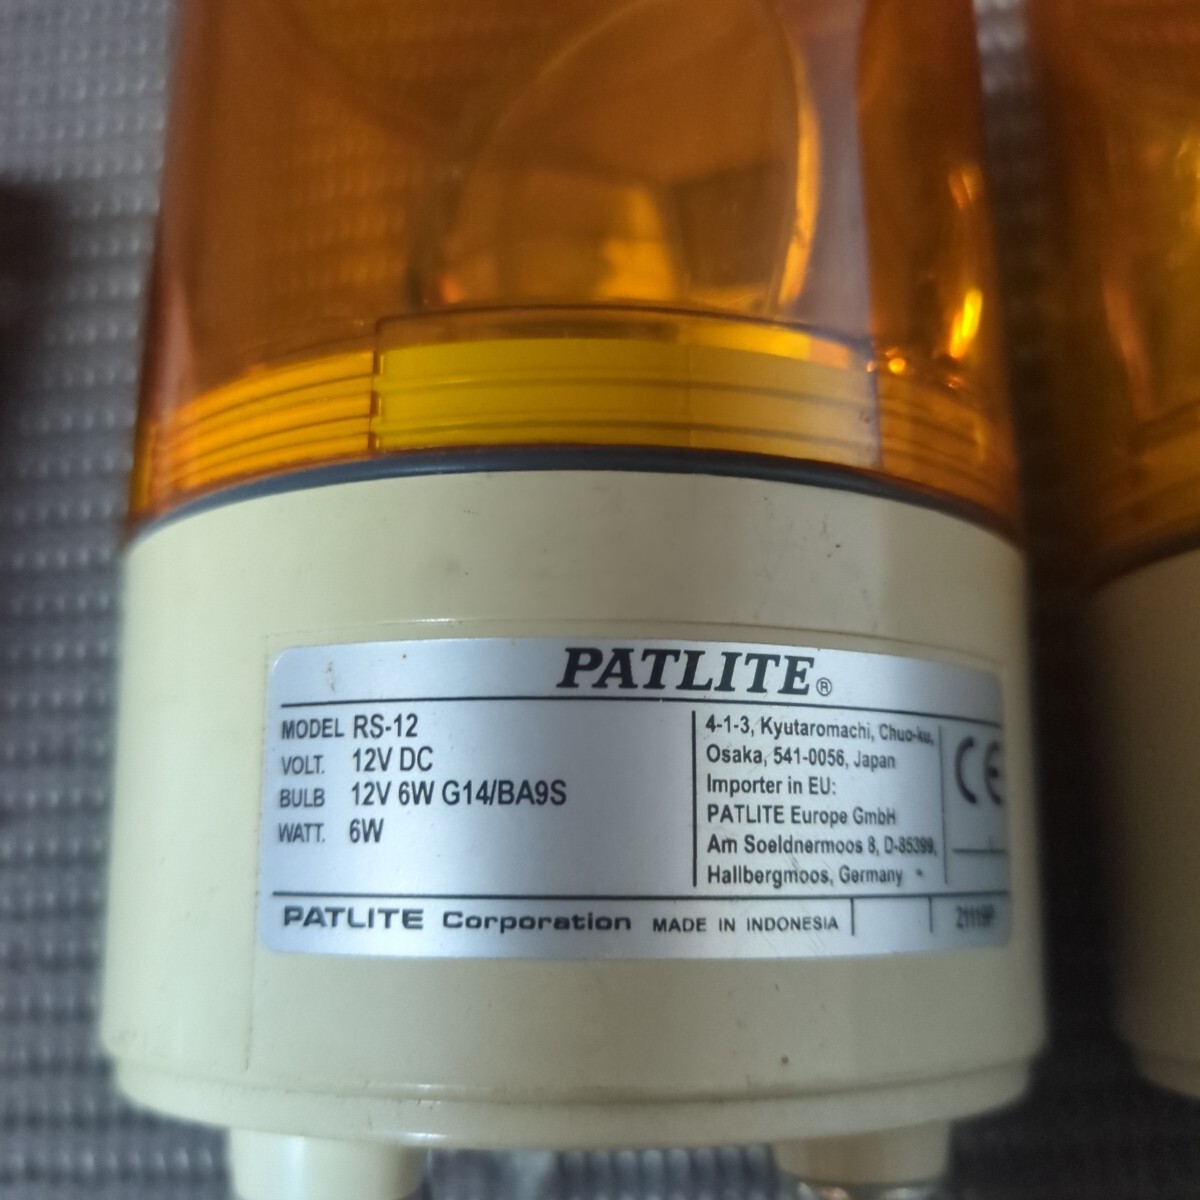 PATLITE®
MODEL RS-12
VOLT. 12V DC
BULB 12V 6W G14/BA9S
WATT. 6W
4-1-3, Kyutaromachi, Chuo-ku,
Osaka, 541-0056, Japan
Importer in EU:
PATLITE Europe GmbH
Am Soeldnermoos 8, D-85399,
Hallbergmoos, Germany
CE
PATLITE Corporation MADE IN INDONESIA